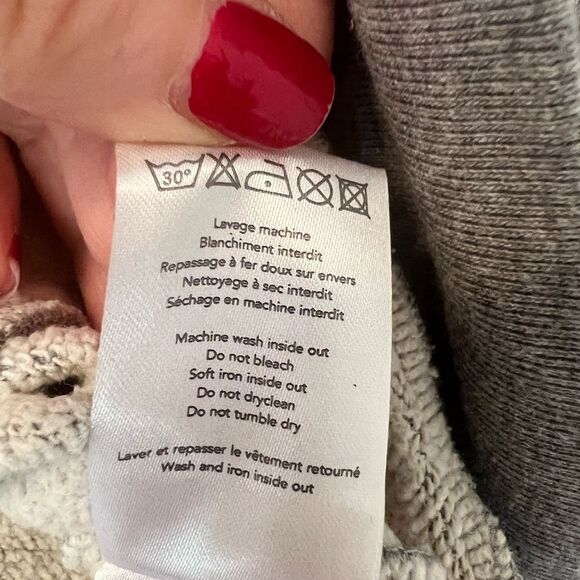 30°
Lavage machine
Blanchiment interdit
Repassage à fer doux sur envers
Nettoyage à sec interdit
Séchage en machine interdit
Machine wash inside out
Do not bleach
Soft iron inside out
Do not dryclean
Do not tumble dry
Laver et repasser le vêtement retourné
Wash and iron inside out